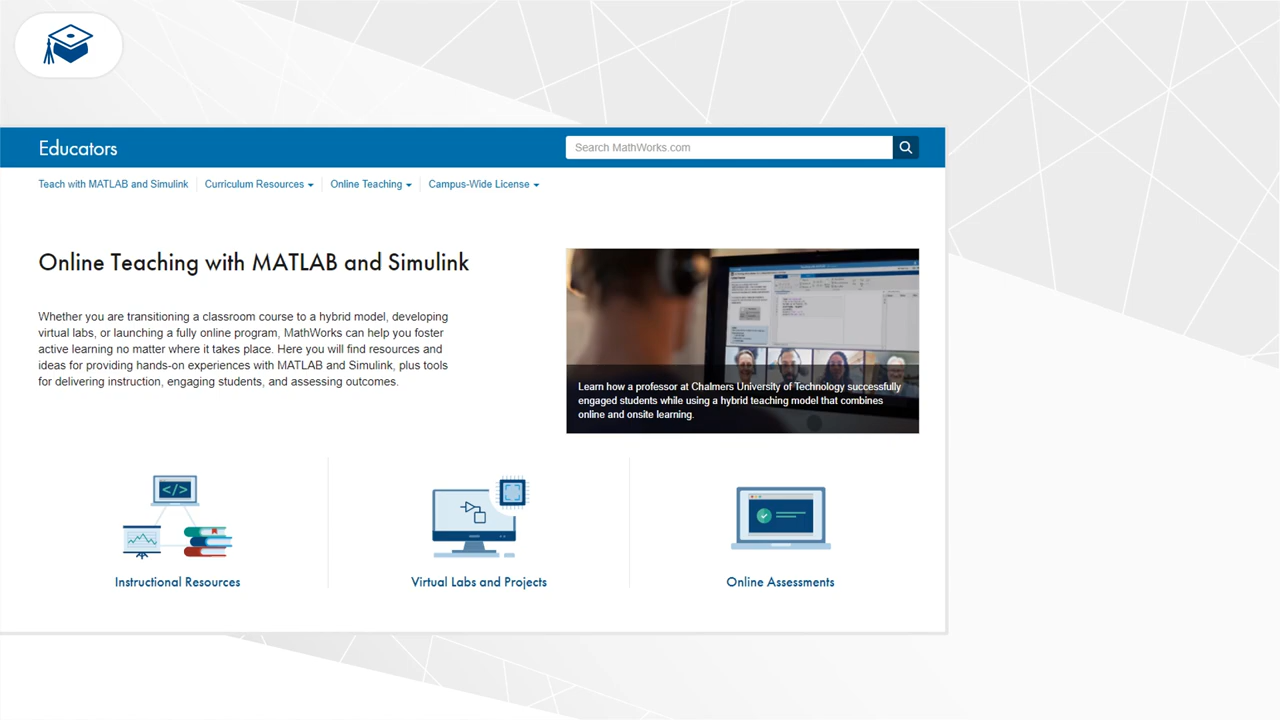 Educators
Search MathWorks.com
Teach with MATLAB and Simulink
Curriculum Resources
Online Teaching
Campus-Wide License
Online Teaching with MATLAB and Simulink
Whether you are transitioning a classroom course to a hybrid model, developing
virtual labs, or launching a fully online program, MathWorks can help you foster
active learning no matter where it takes place. Here you will find resources and
ideas for providing hands-on experiences with MATLAB and Simulink, plus tools
for delivering instruction, engaging students, and assessing outcomes.
Learn how a professor at Chalmers University of Technology successfully
engaged students while using a hybrid teaching model that combines
online and onsite learning.
</>
Instructional Resources
Virtual Labs and Projects
Online Assessments